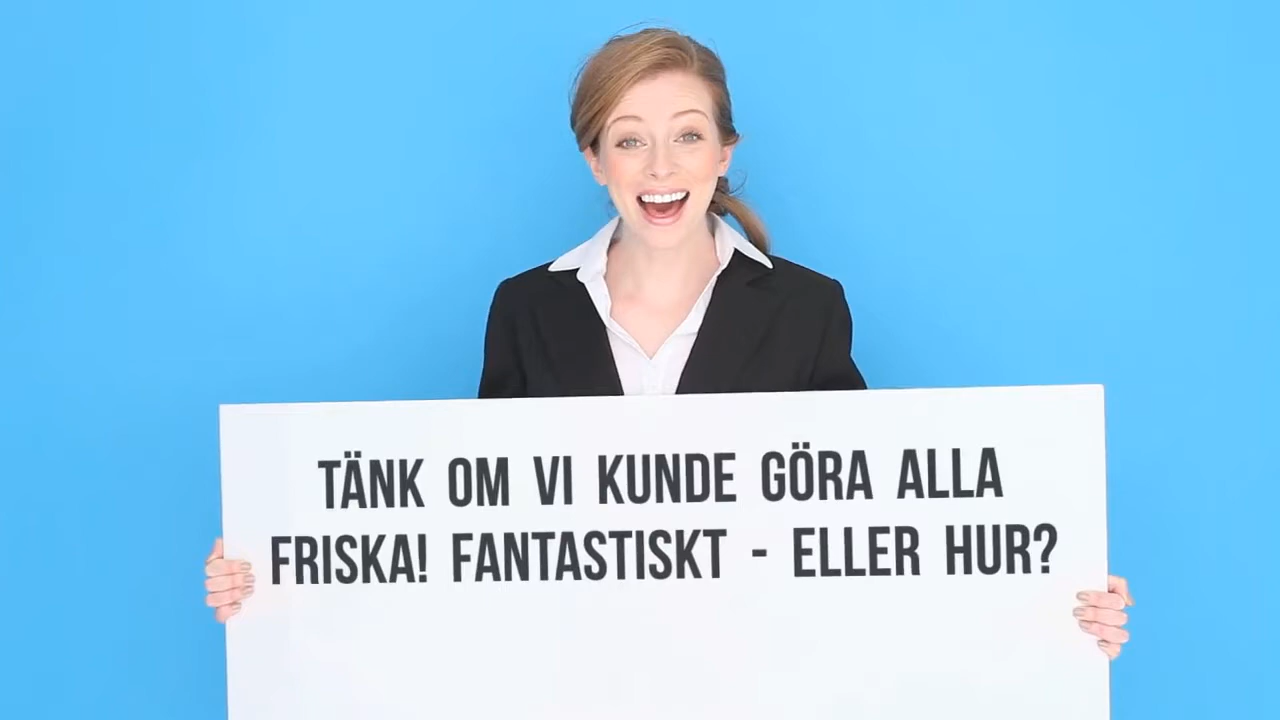 TÄNK OM VI KUNDE GÖRA ALLA
FRISKA! FANTASTISKT - ELLER HUR?